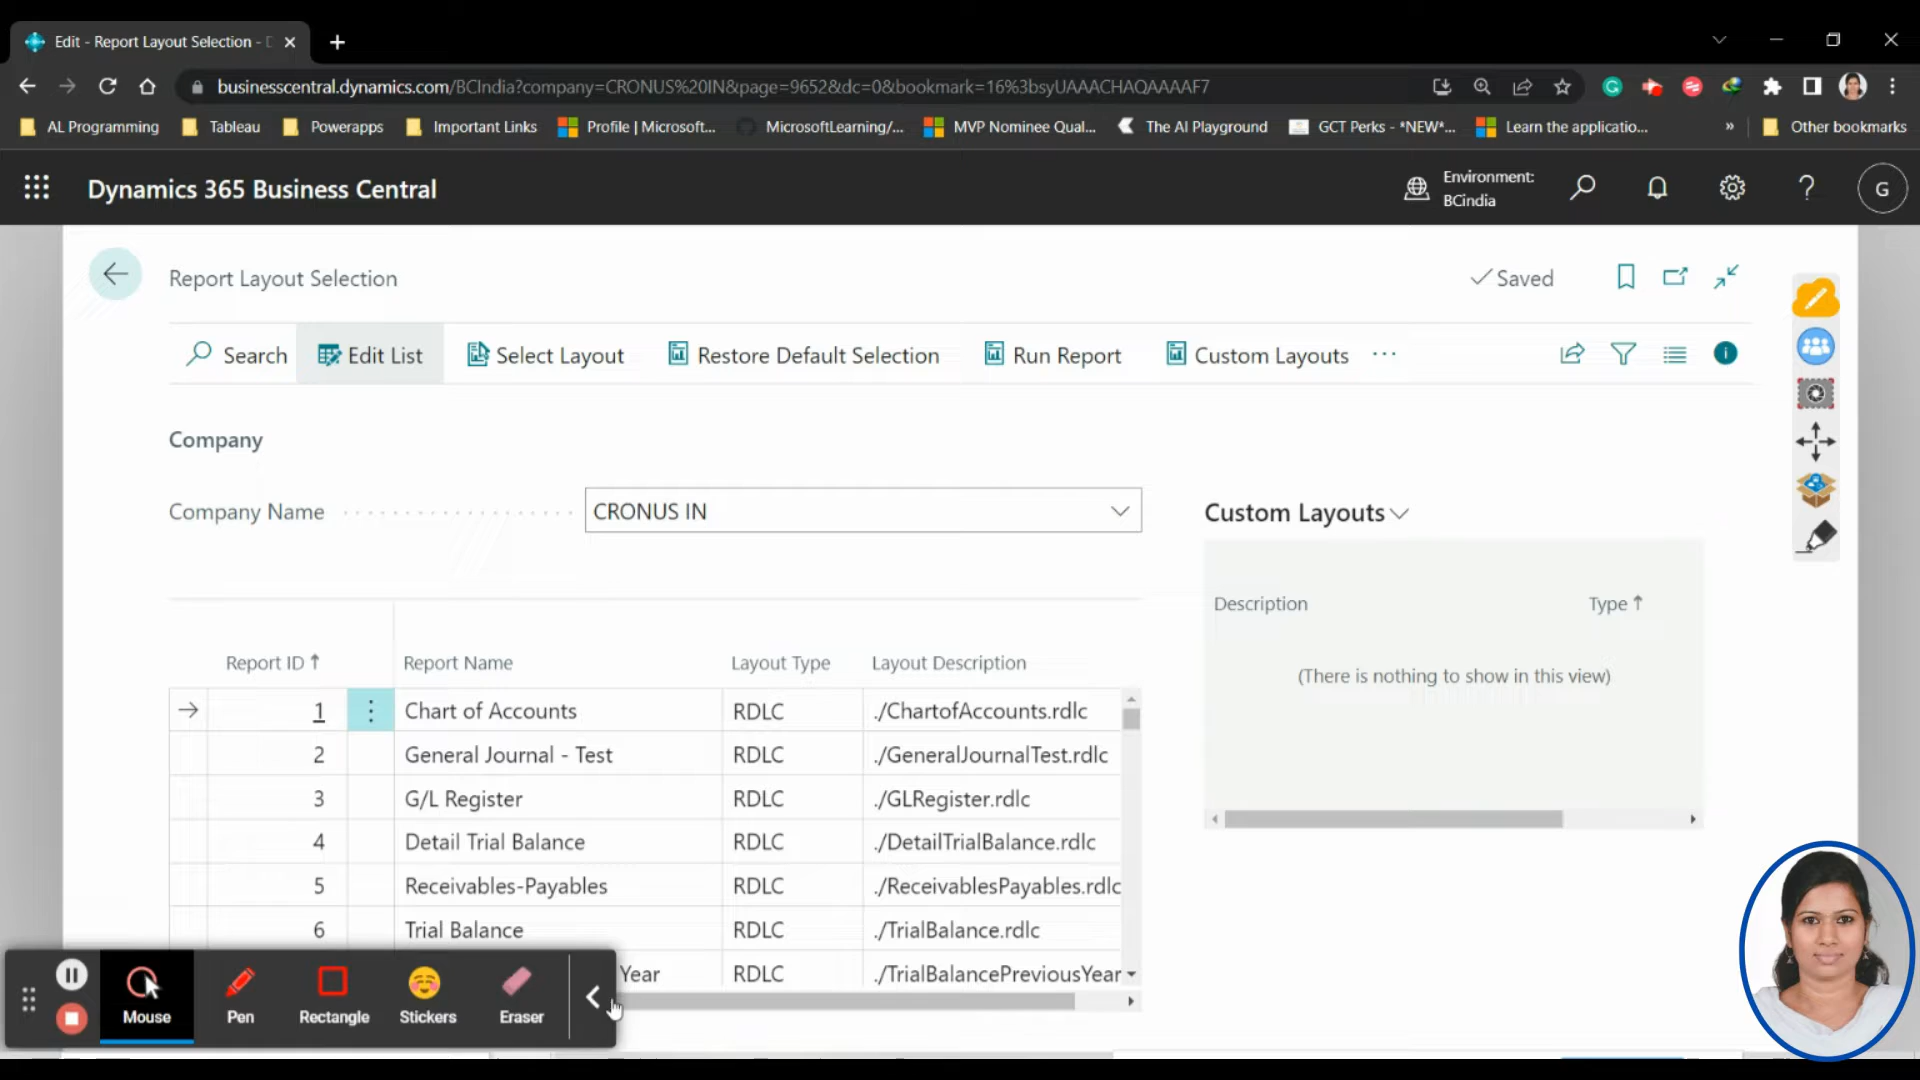 Edit - Report Layout Selection - D
businesscentral.dynamics.com/BCIndia?company=CRONUS%20IN&page=9652&dc=0&bookmark=16%3bsyUAAACHAQAAAAF7
AL Programming Tableau Powerapps Important Links Profile | Microsoft... MicrosoftLearning/... MVP Nominee Qual... The AI Playground GCT Perks - *NEW*... Learn the applicatio... » Other bookmarks
Dynamics 365 Business Central
Environment:
BCindia
G
Report Layout Selection
Saved
Search Edit List Select Layout Restore Default Selection Run Report Custom Layouts ...
Company
Company Name CRONUS IN
Custom Layouts
Description Type ↑
(There is nothing to show in this view)
Report ID ↑ Report Name Layout Type Layout Description
1 Chart of Accounts RDLC ./ChartofAccounts.rdlc
2 General Journal - Test RDLC ./GeneralJournalTest.rdlc
3 G/L Register RDLC ./GLRegister.rdlc
4 Detail Trial Balance RDLC ./DetailTrialBalance.rdlc
5 Receivables-Payables RDLC ./ReceivablesPayables.rdlc
6 Trial Balance RDLC ./TrialBalance.rdlc
Year RDLC ./TrialBalancePreviousYear
Mouse Pen Rectangle Stickers Eraser